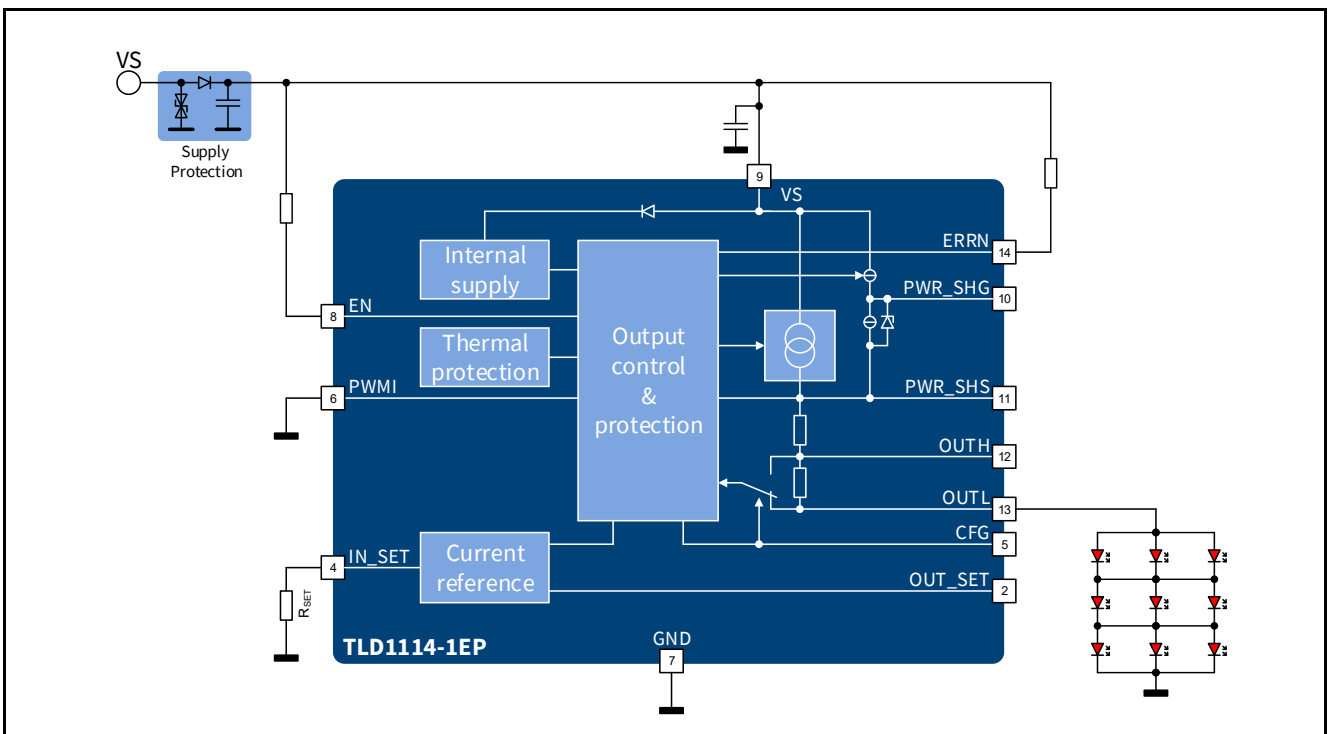 VS
Supply
Protection
9
VS
Internal
supply
ERRN
14
PWR_SHG
10
EN
8
Thermal
protection
Output
control
&
protection
PWMI
6
PWR_SHS
11
OUTH
12
OUTL
13
CFG
5
IN_SET
4
Current
reference
OUT_SET
2
RSET
TLD1114-1EP
GND
7